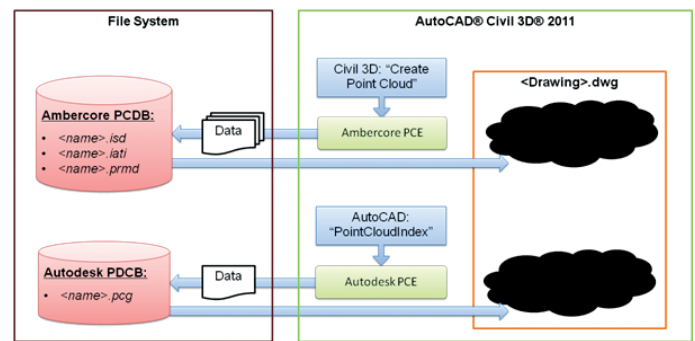 File System
AutoCAD® Civil 3D® 2011
Civil 3D: “Create
Point Cloud”
<Drawing>.dwg
Ambercore PCDB:
• <name>.isd
• <name>.iati
• <name>.prmd
Data
Ambercore PCE
AutoCAD:
“PointCloudIndex”
Autodesk PDCB:
• <name>.pcg
Data
Autodesk PCE